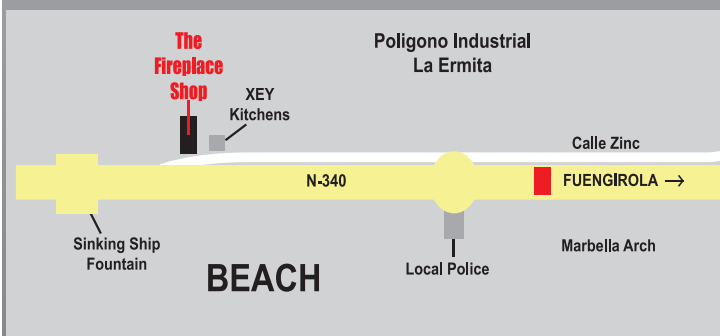 The
Fireplace
Shop
Poligono Industrial
La Ermita
XEY
Kitchens
Calle Zinc
N-340
FUENGIROLA →
Sinking Ship
Fountain
BEACH
Local Police
Marbella Arch